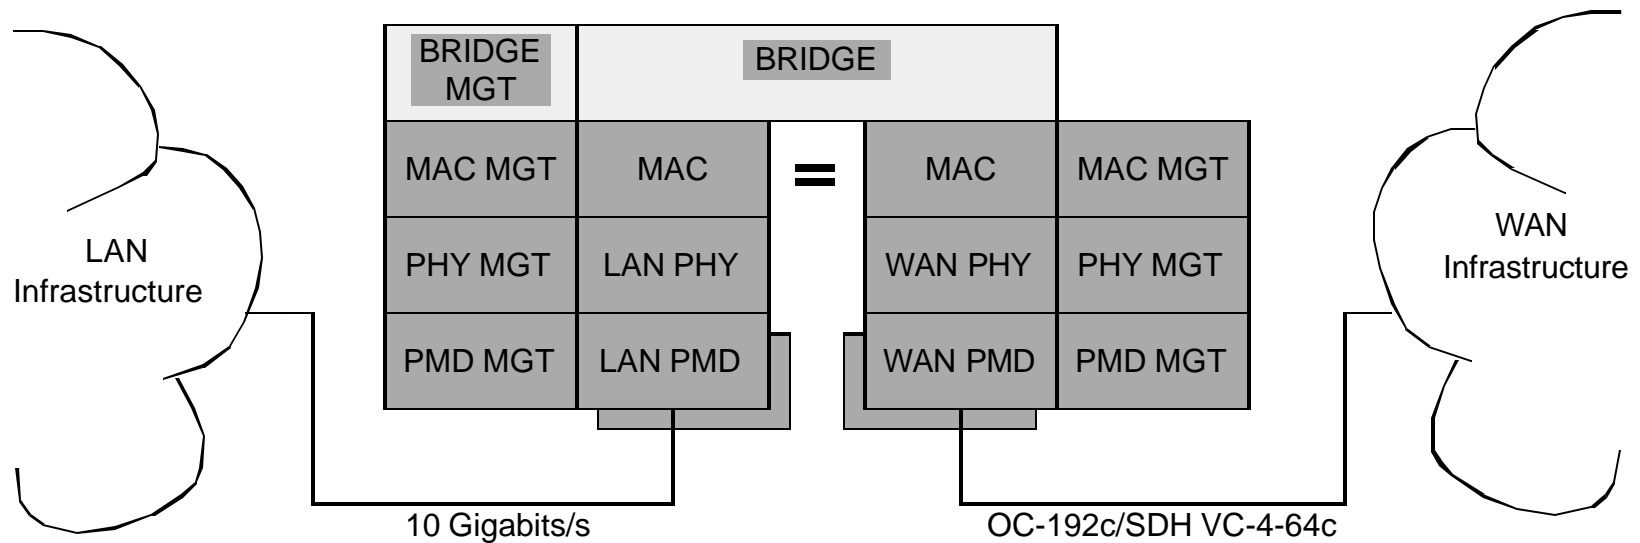 BRIDGE
MGT
BRIDGE
MAC MGT
MAC
=
MAC
MAC MGT
LAN
Infrastructure
PHY MGT
LAN PHY
WAN PHY
PHY MGT
WAN
Infrastructure
PMD MGT
LAN PMD
WAN PMD
PMD MGT
10 Gigabits/s
OC-192c/SDH VC-4-64c